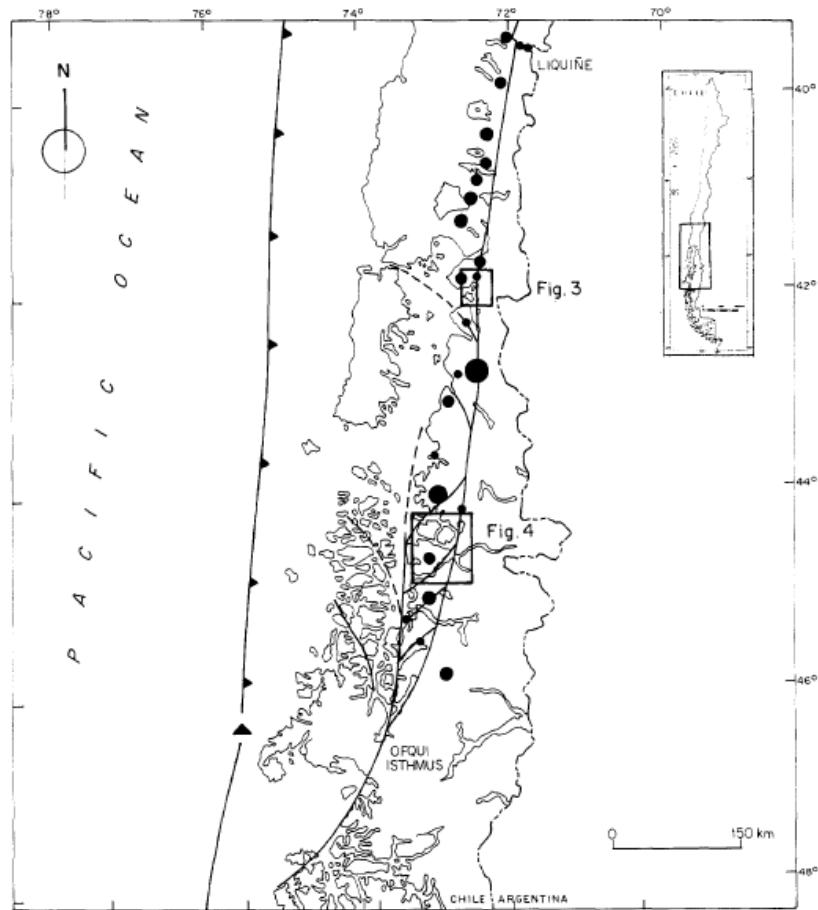 78° 76° 74° 72° 70°
N
LIQUIÑE
40°
CHILE
PACIFIC OCEAN
Fig. 3
42°
44°
Fig. 4
46°
OFQUI
ISTHMUS
0 150 km
48°
CHILE ARGENTINA